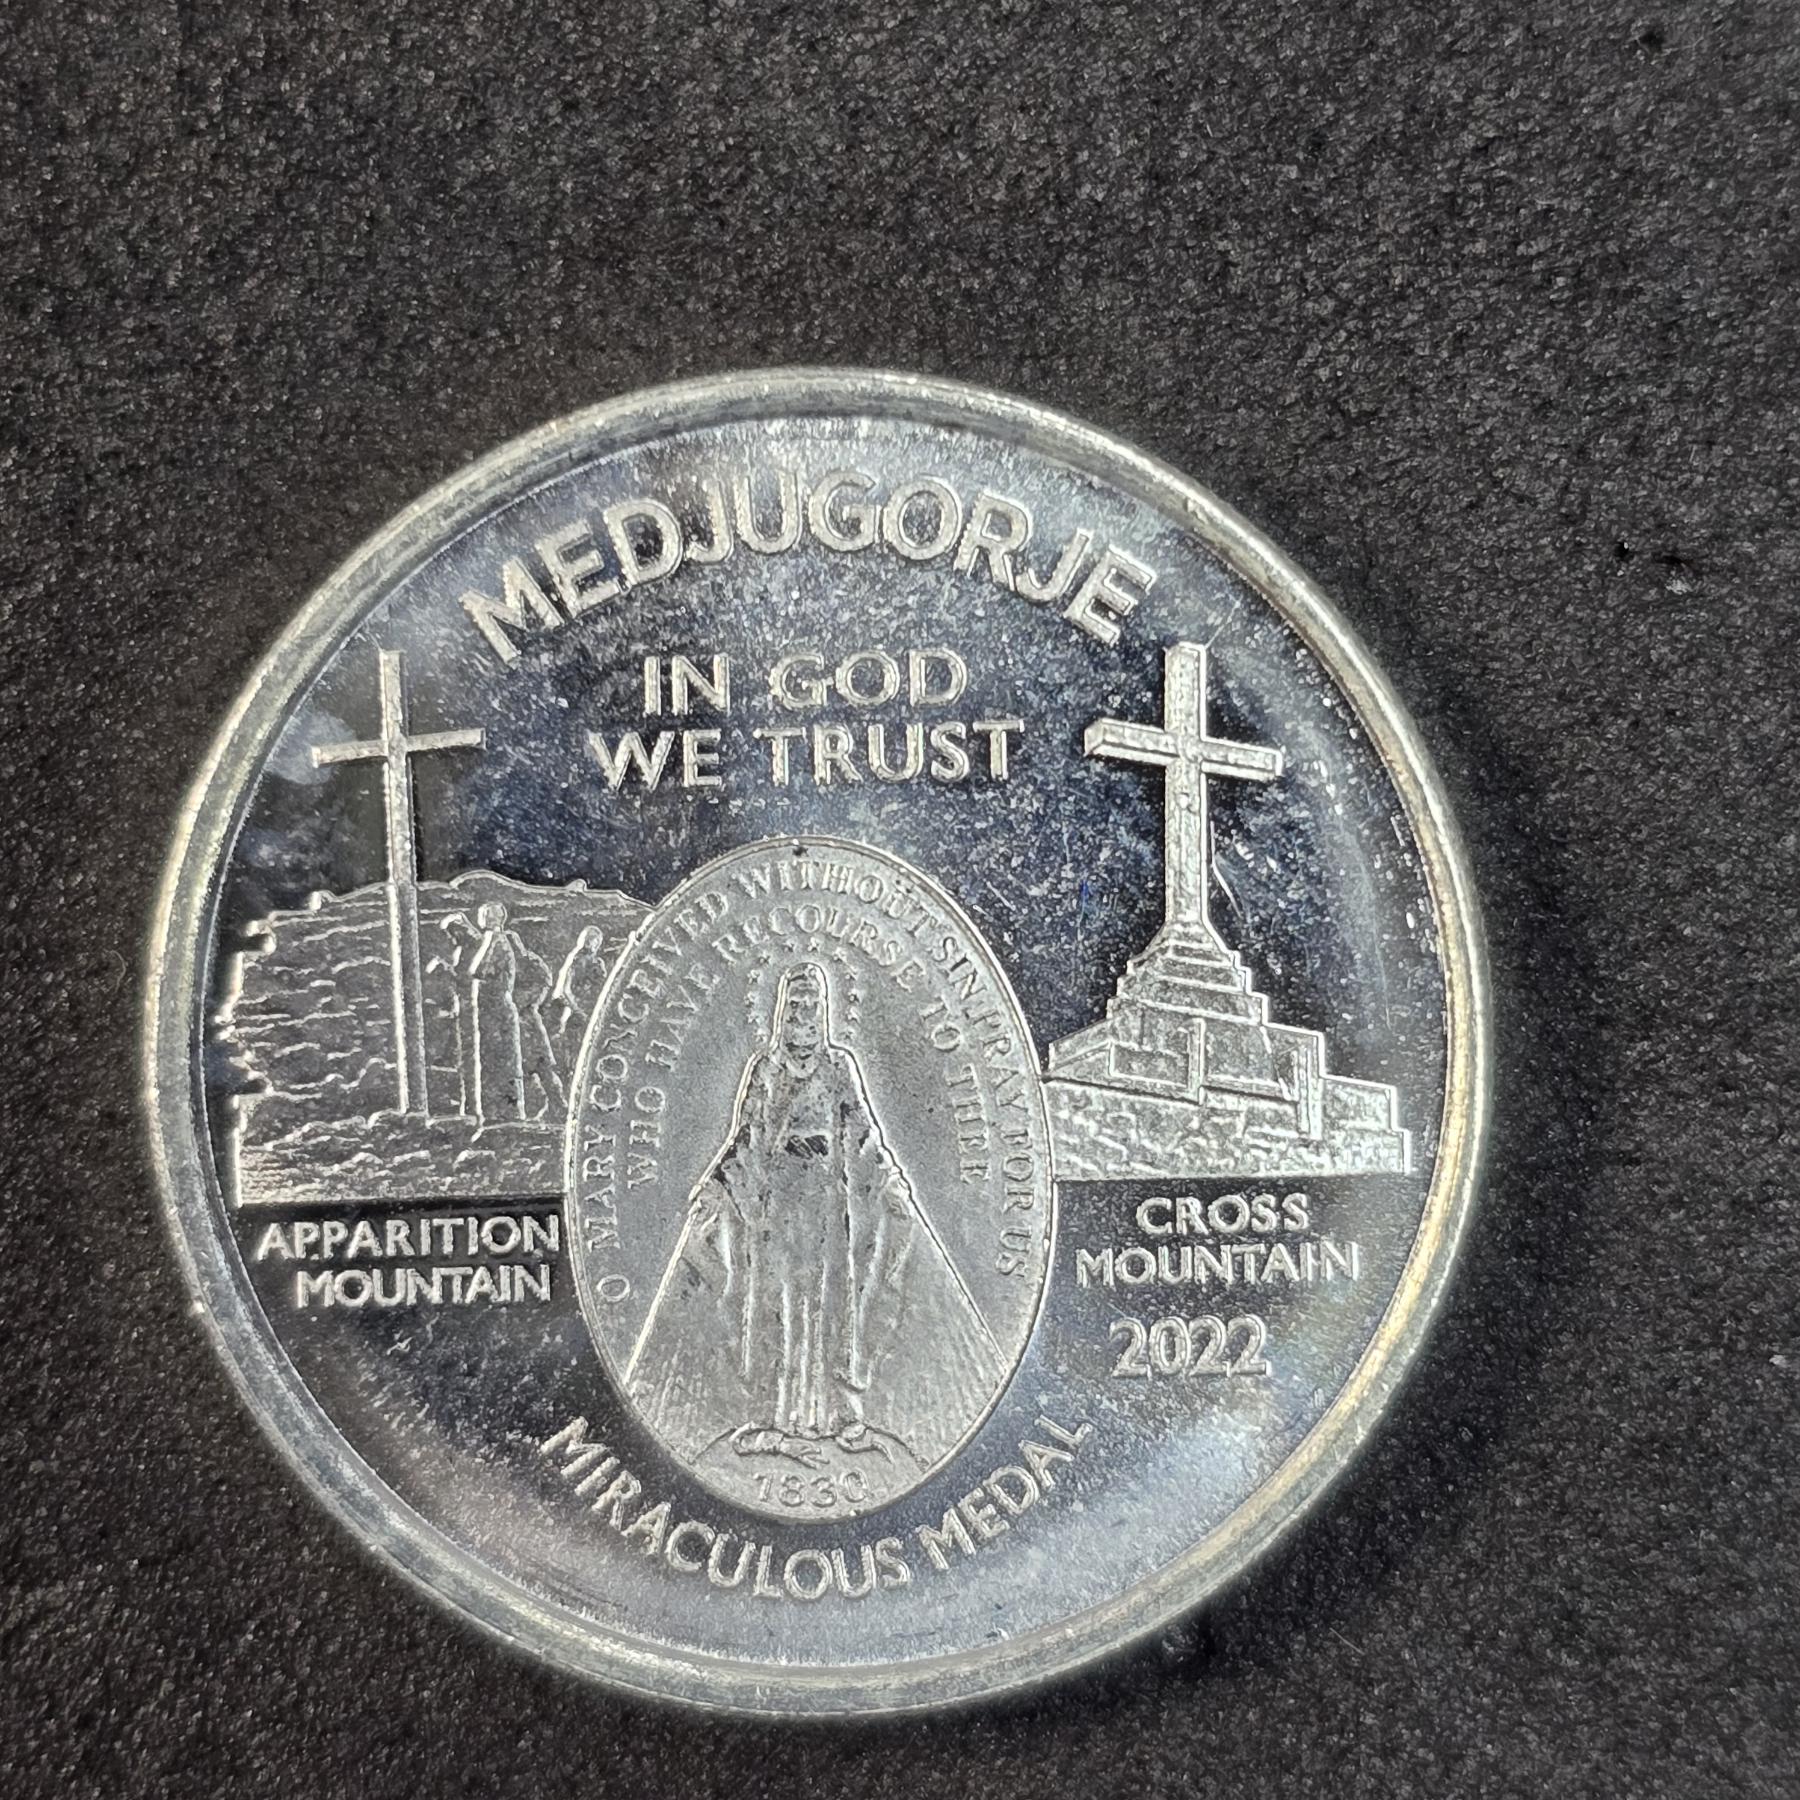 MEDJUGORJE
IN GOD
WE TRUST
O MARY CONCEIVED WITHOUT SIN PRAY FOR US
WHO HAVE RECOURSE TO THEE
APPARITION
MOUNTAIN
CROSS
MOUNTAIN
2022
1830
MIRACULOUS MEDAL